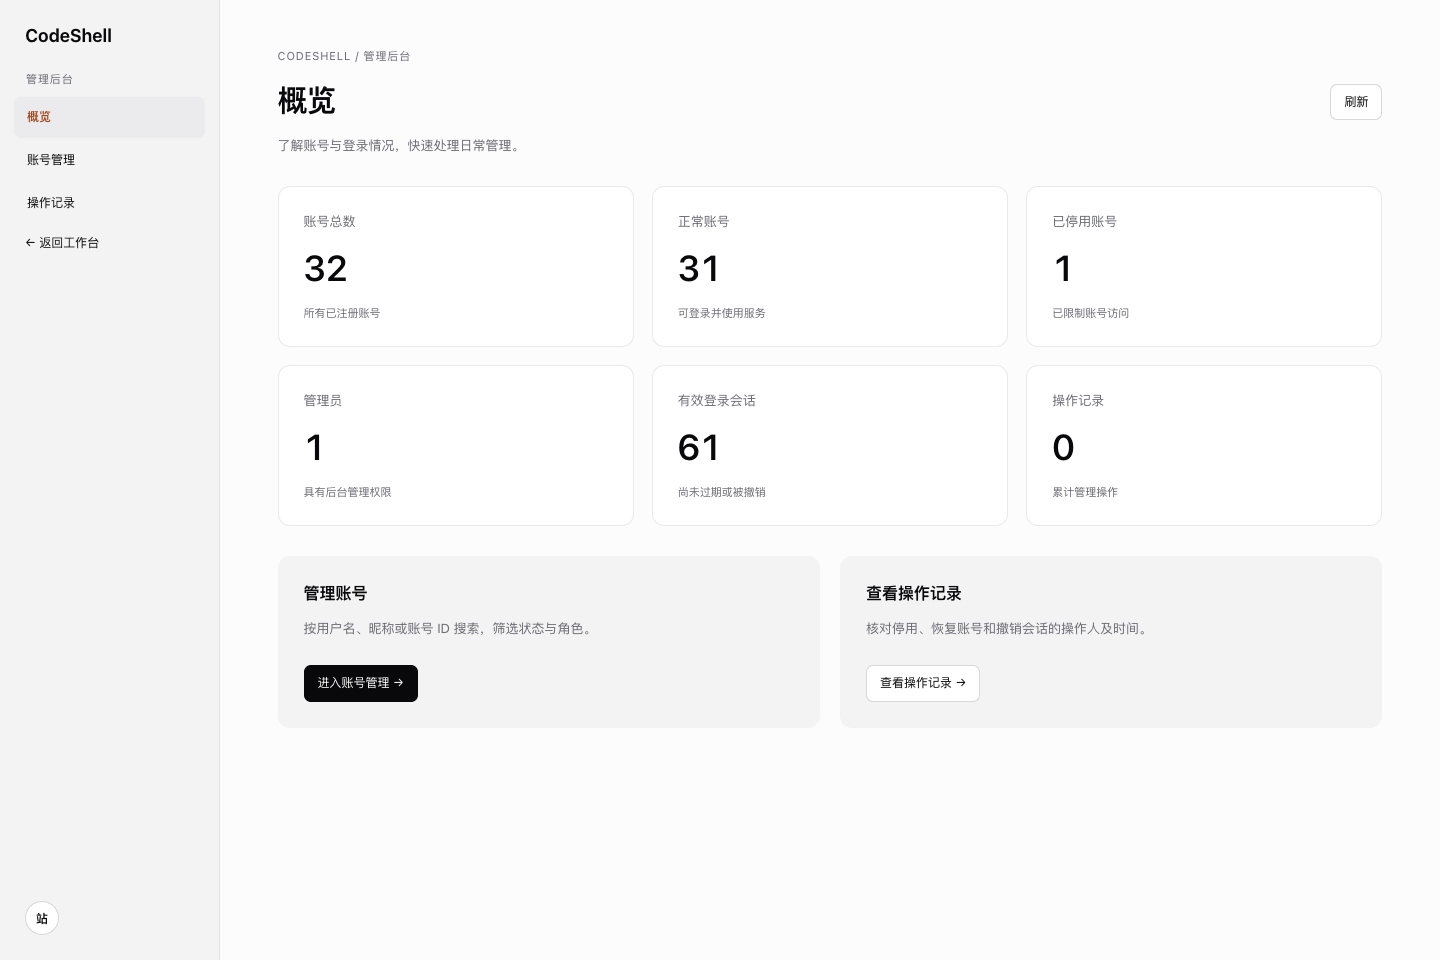 CodeShell
管理后台
概览
账号管理
操作记录
← 返回工作台
站
CODESHELL / 管理后台
概览
刷新
了解账号与登录情况，快速处理日常管理。
账号总数
32
所有已注册账号
正常账号
31
可登录并使用服务
已停用账号
1
已限制账号访问
管理员
1
具有后台管理权限
有效登录会话
61
尚未过期或被撤销
操作记录
0
累计管理操作
管理账号
按用户名、昵称或账号 ID 搜索，筛选状态与角色。
进入账号管理 →
查看操作记录
核对停用、恢复账号和撤销会话的操作人及时间。
查看操作记录 →